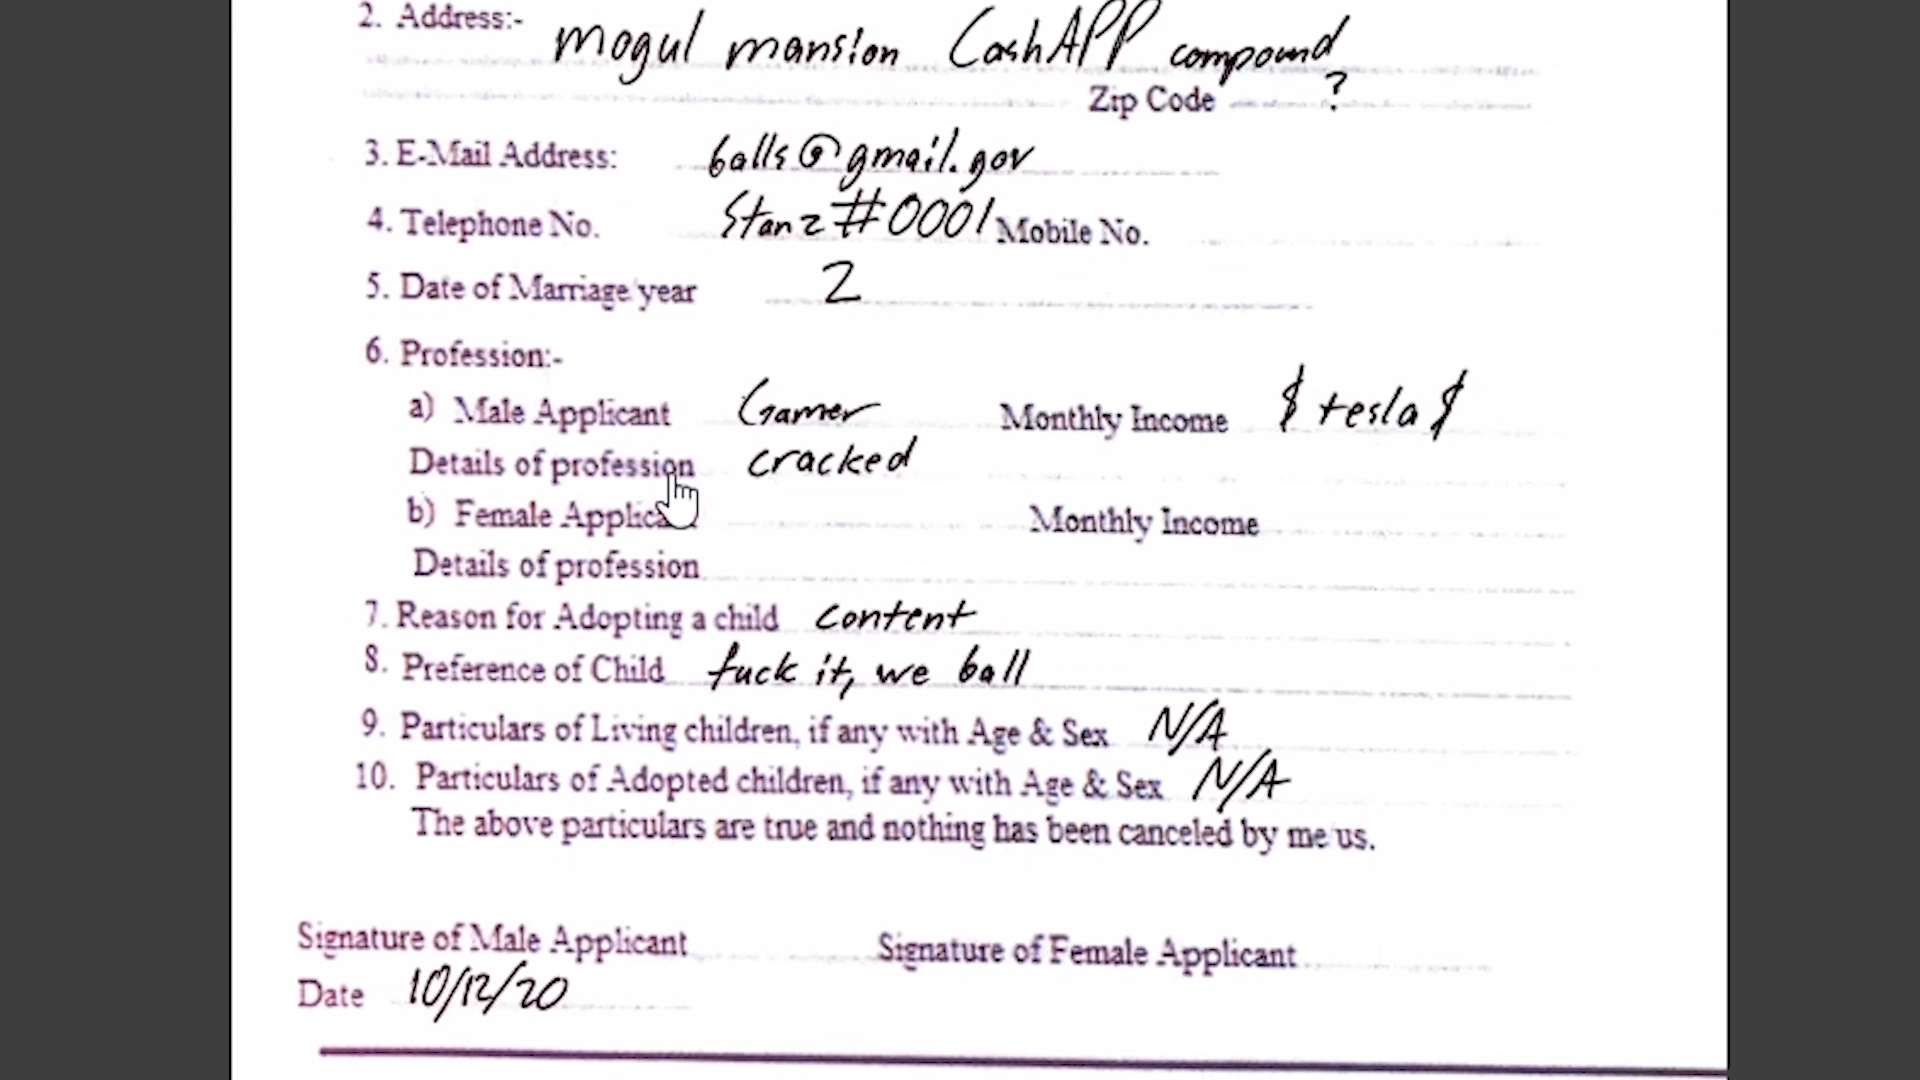 2. Address:- mogul mansion CashAPP compound
Zip Code ?
3. E-Mail Address: balls@gmail.gov
4. Telephone No. Stanz#0001 Mobile No.
5. Date of Marriage year 2
6. Profession:-
a) Male Applicant Gamer Monthly Income $ tesla $
Details of profession cracked
b) Female Applica Monthly Income
Details of profession
7. Reason for Adopting a child content
8. Preference of Child fuck it, we ball
9. Particulars of Living children, if any with Age & Sex N/A
10. Particulars of Adopted children, if any with Age & Sex N/A
The above particulars are true and nothing has been canceled by me us.
Signature of Male Applicant Signature of Female Applicant
Date 10/12/20